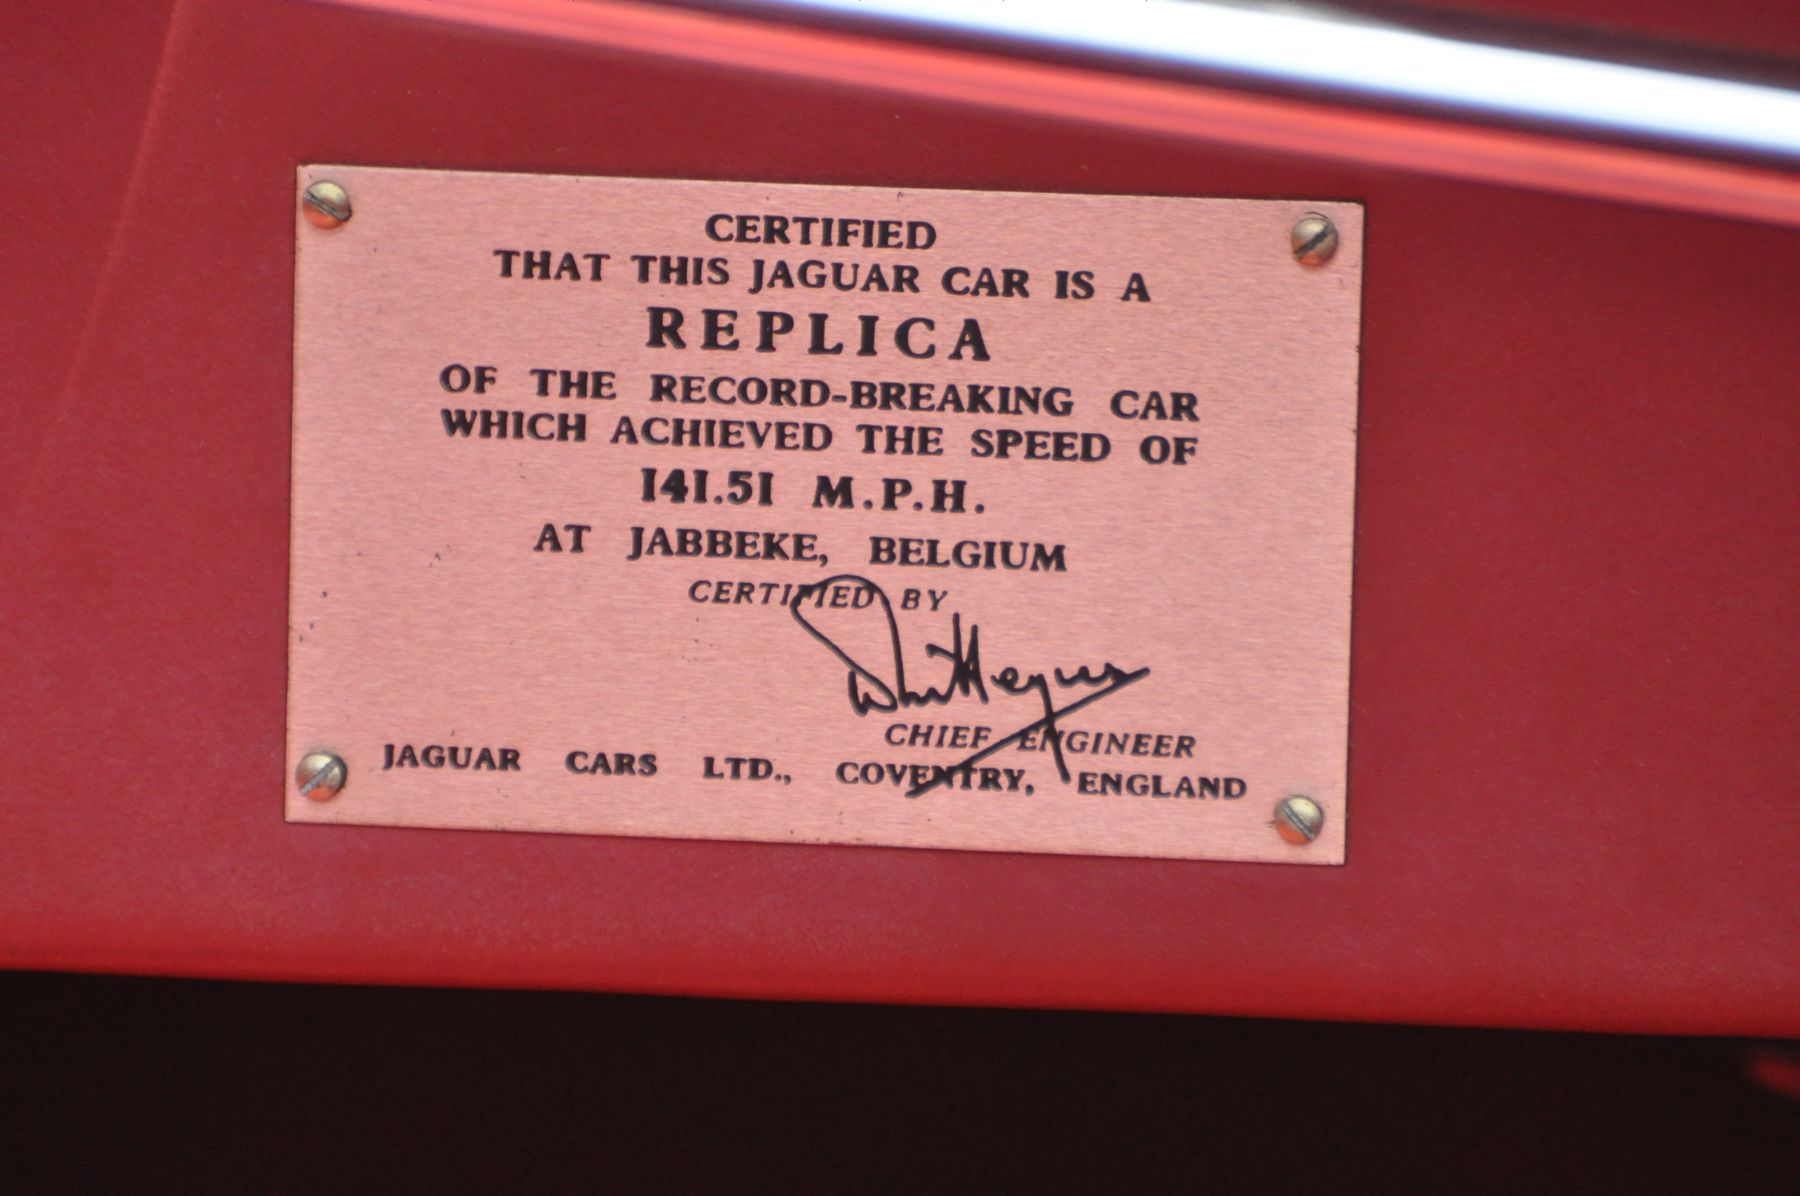 CERTIFIED
THAT THIS JAGUAR CAR IS A
REPLICA
OF THE RECORD-BREAKING CAR
WHICH ACHIEVED THE SPEED OF
141.51 M.P.H.
AT JABBEKE, BELGIUM
CERTIFIED BY
CHIEF ENGINEER
JAGUAR CARS LTD., COVENTRY, ENGLAND